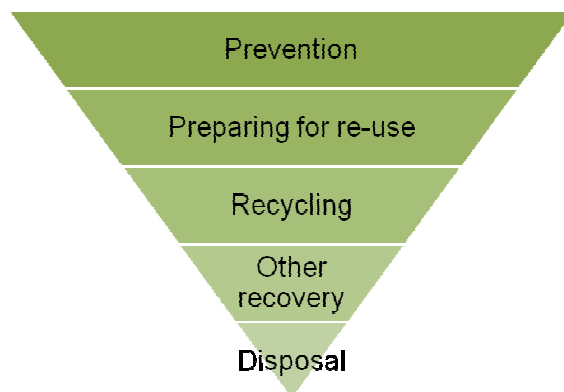 Prevention
Preparing for re-use
Recycling
Other
recovery
Disposal